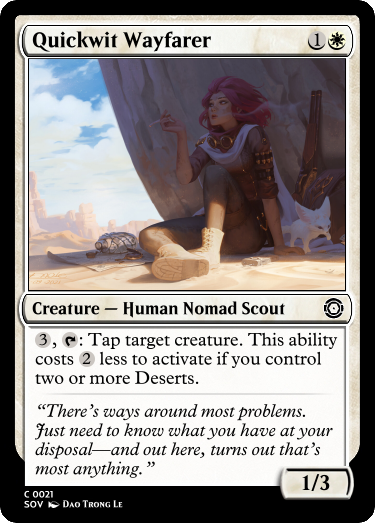 Quickwit Wayfarer 1
Creature — Human Nomad Scout
3, : Tap target creature. This ability
costs 2 less to activate if you control
two or more Deserts.
“There’s ways around most problems.
Just need to know what you have at your
disposal—and out here, turns out that’s
most anything.”
1/3
C 0021
SOV Dao Trong Le